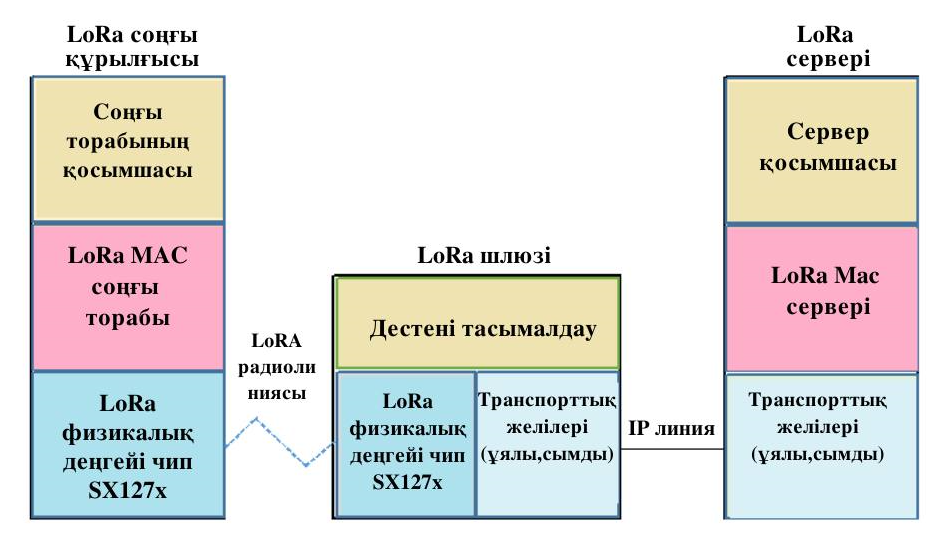 LoRa соңғы
құрылғысы
Соңғы
торабының
қосымшасы
LoRa MAC
соңғы
торабы
LoRa
физикалық
деңгейі чип
SX127x
LoRA
радиоли
ниясы
LoRa шлюзі
Дестені тасымалдау
LoRa
физикалық
деңгейі чип
SX127x
Транспорттық
желілері
(ұялы,сымды)
IP линия
LoRa
сервері
Сервер
қосымшасы
LoRa Mac
сервері
Транспорттық
желілері
(ұялы,сымды)